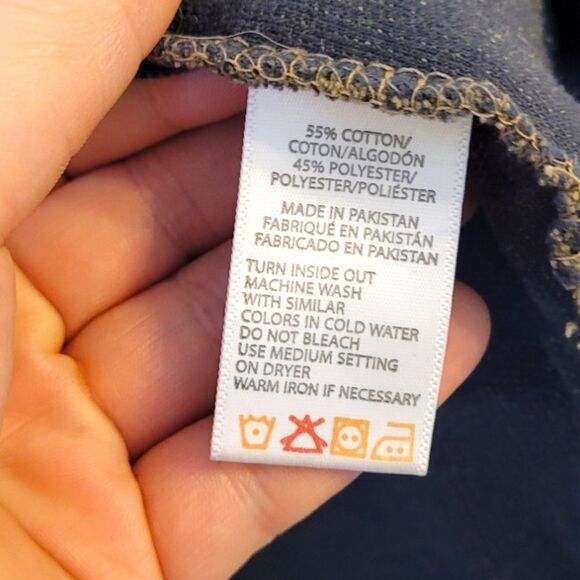 55% COTTON/
COTON/ALGODÓN
45% POLYESTER/
POLYESTER/POLIÉSTER
MADE IN PAKISTAN
FABRIQUÉ EN PAKISTÁN
FABRICADO EN PAKISTAN
TURN INSIDE OUT
MACHINE WASH
WITH SIMILAR
COLORS IN COLD WATER
DO NOT BLEACH
USE MEDIUM SETTING
ON DRYER
WARM IRON IF NECESSARY